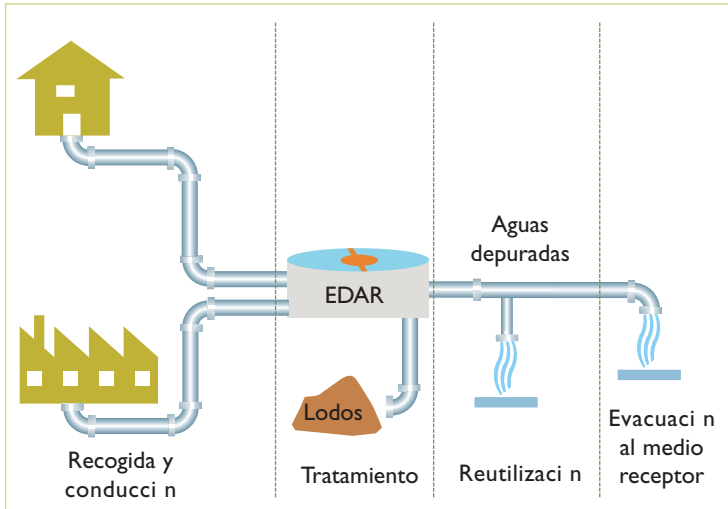 Aguas
depuradas
EDAR
Lodos
Recogida y
conducci n
Tratamiento
Reutilizaci n
Evacuaci n
al medio
receptor